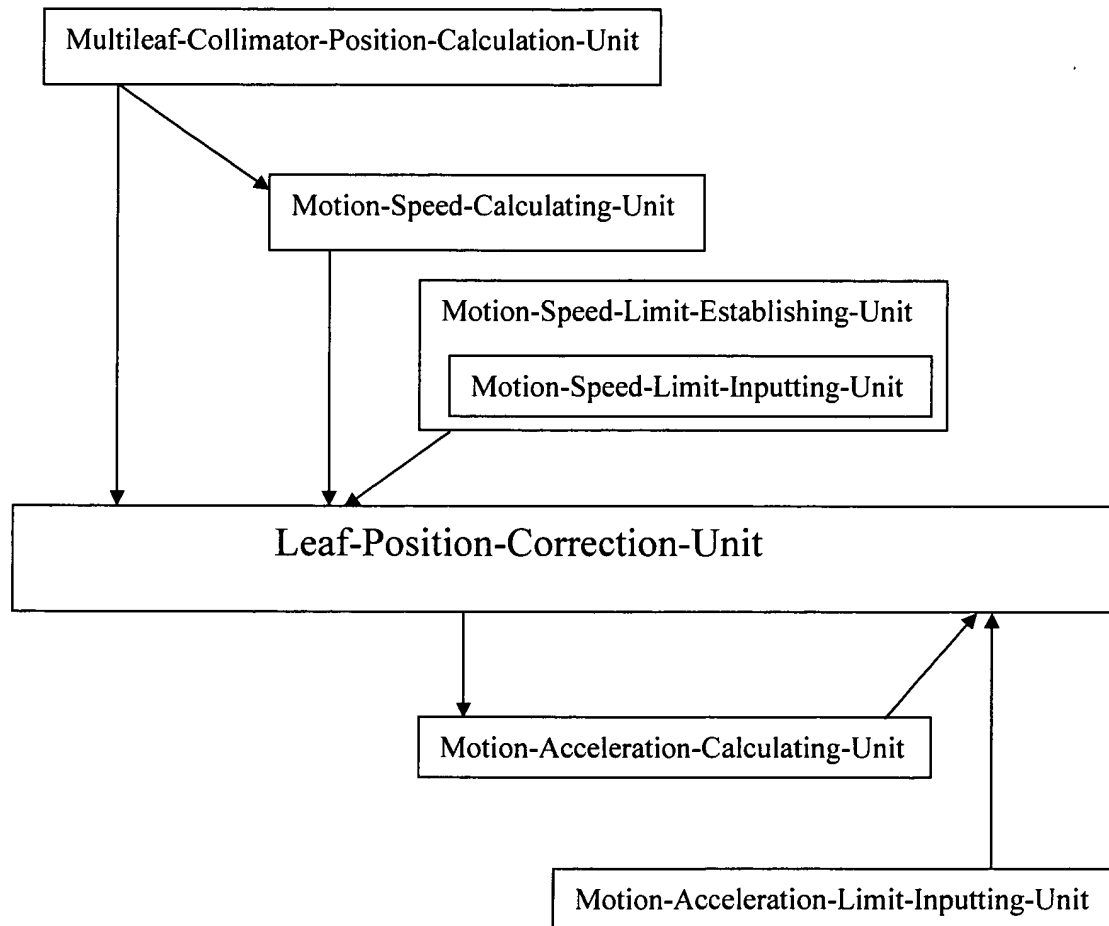 Multileaf-Collimator-Position-Calculation-Unit
Motion-Speed-Calculating-Unit
Motion-Speed-Limit-Establishing-Unit
Motion-Speed-Limit-Inputting-Unit
Leaf-Position-Correction-Unit
Motion-Acceleration-Calculating-Unit
Motion-Acceleration-Limit-Inputting-Unit